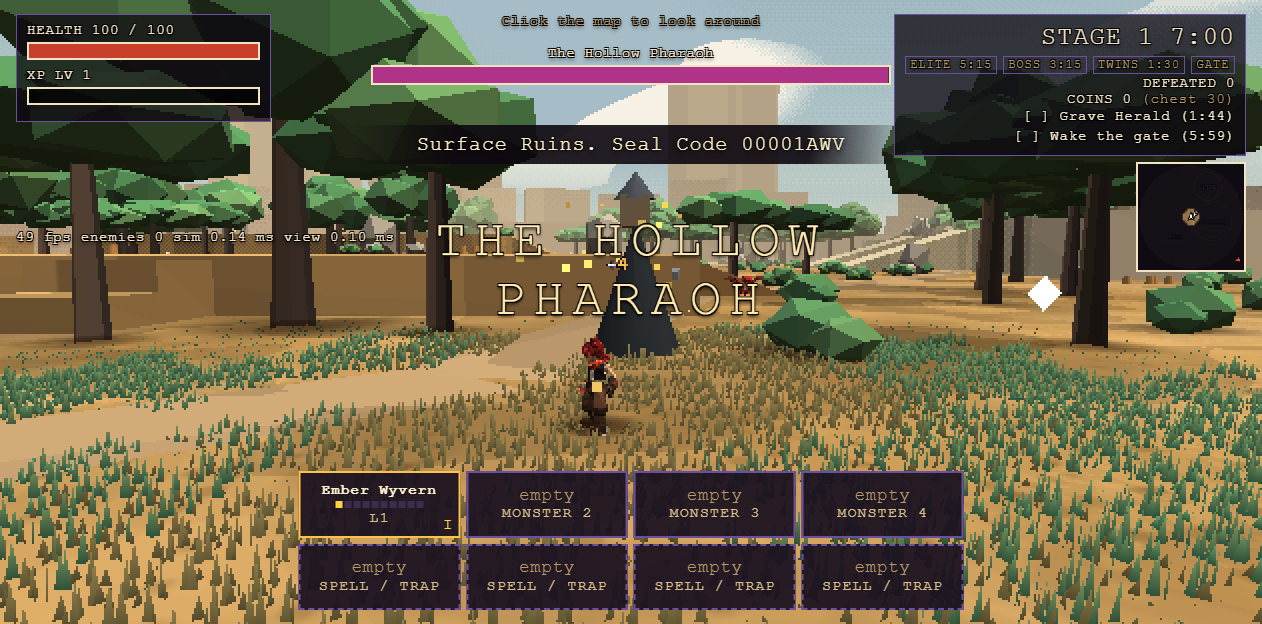 HEALTH 100 / 100
XP LV 1
Click the map to look around
The Hollow Pharaoh
STAGE 1 7:00
ELITE 5:15 BOSS 3:15 TWINS 1:30 GATE
DEFEATED 0
COINS 0 (chest 30)
[ ] Grave Herald (1:44)
[ ] Wake the gate (5:59)
Surface Ruins. Seal Code 00001AWV
49 fps enemies 0 sim 0.14 ms view 0.10 ms
THE HOLLOW
PHARAOH
4
Ember Wyvern
L1
I
empty
MONSTER 2
empty
MONSTER 3
empty
MONSTER 4
empty
SPELL / TRAP
empty
SPELL / TRAP
empty
SPELL / TRAP
empty
SPELL / TRAP